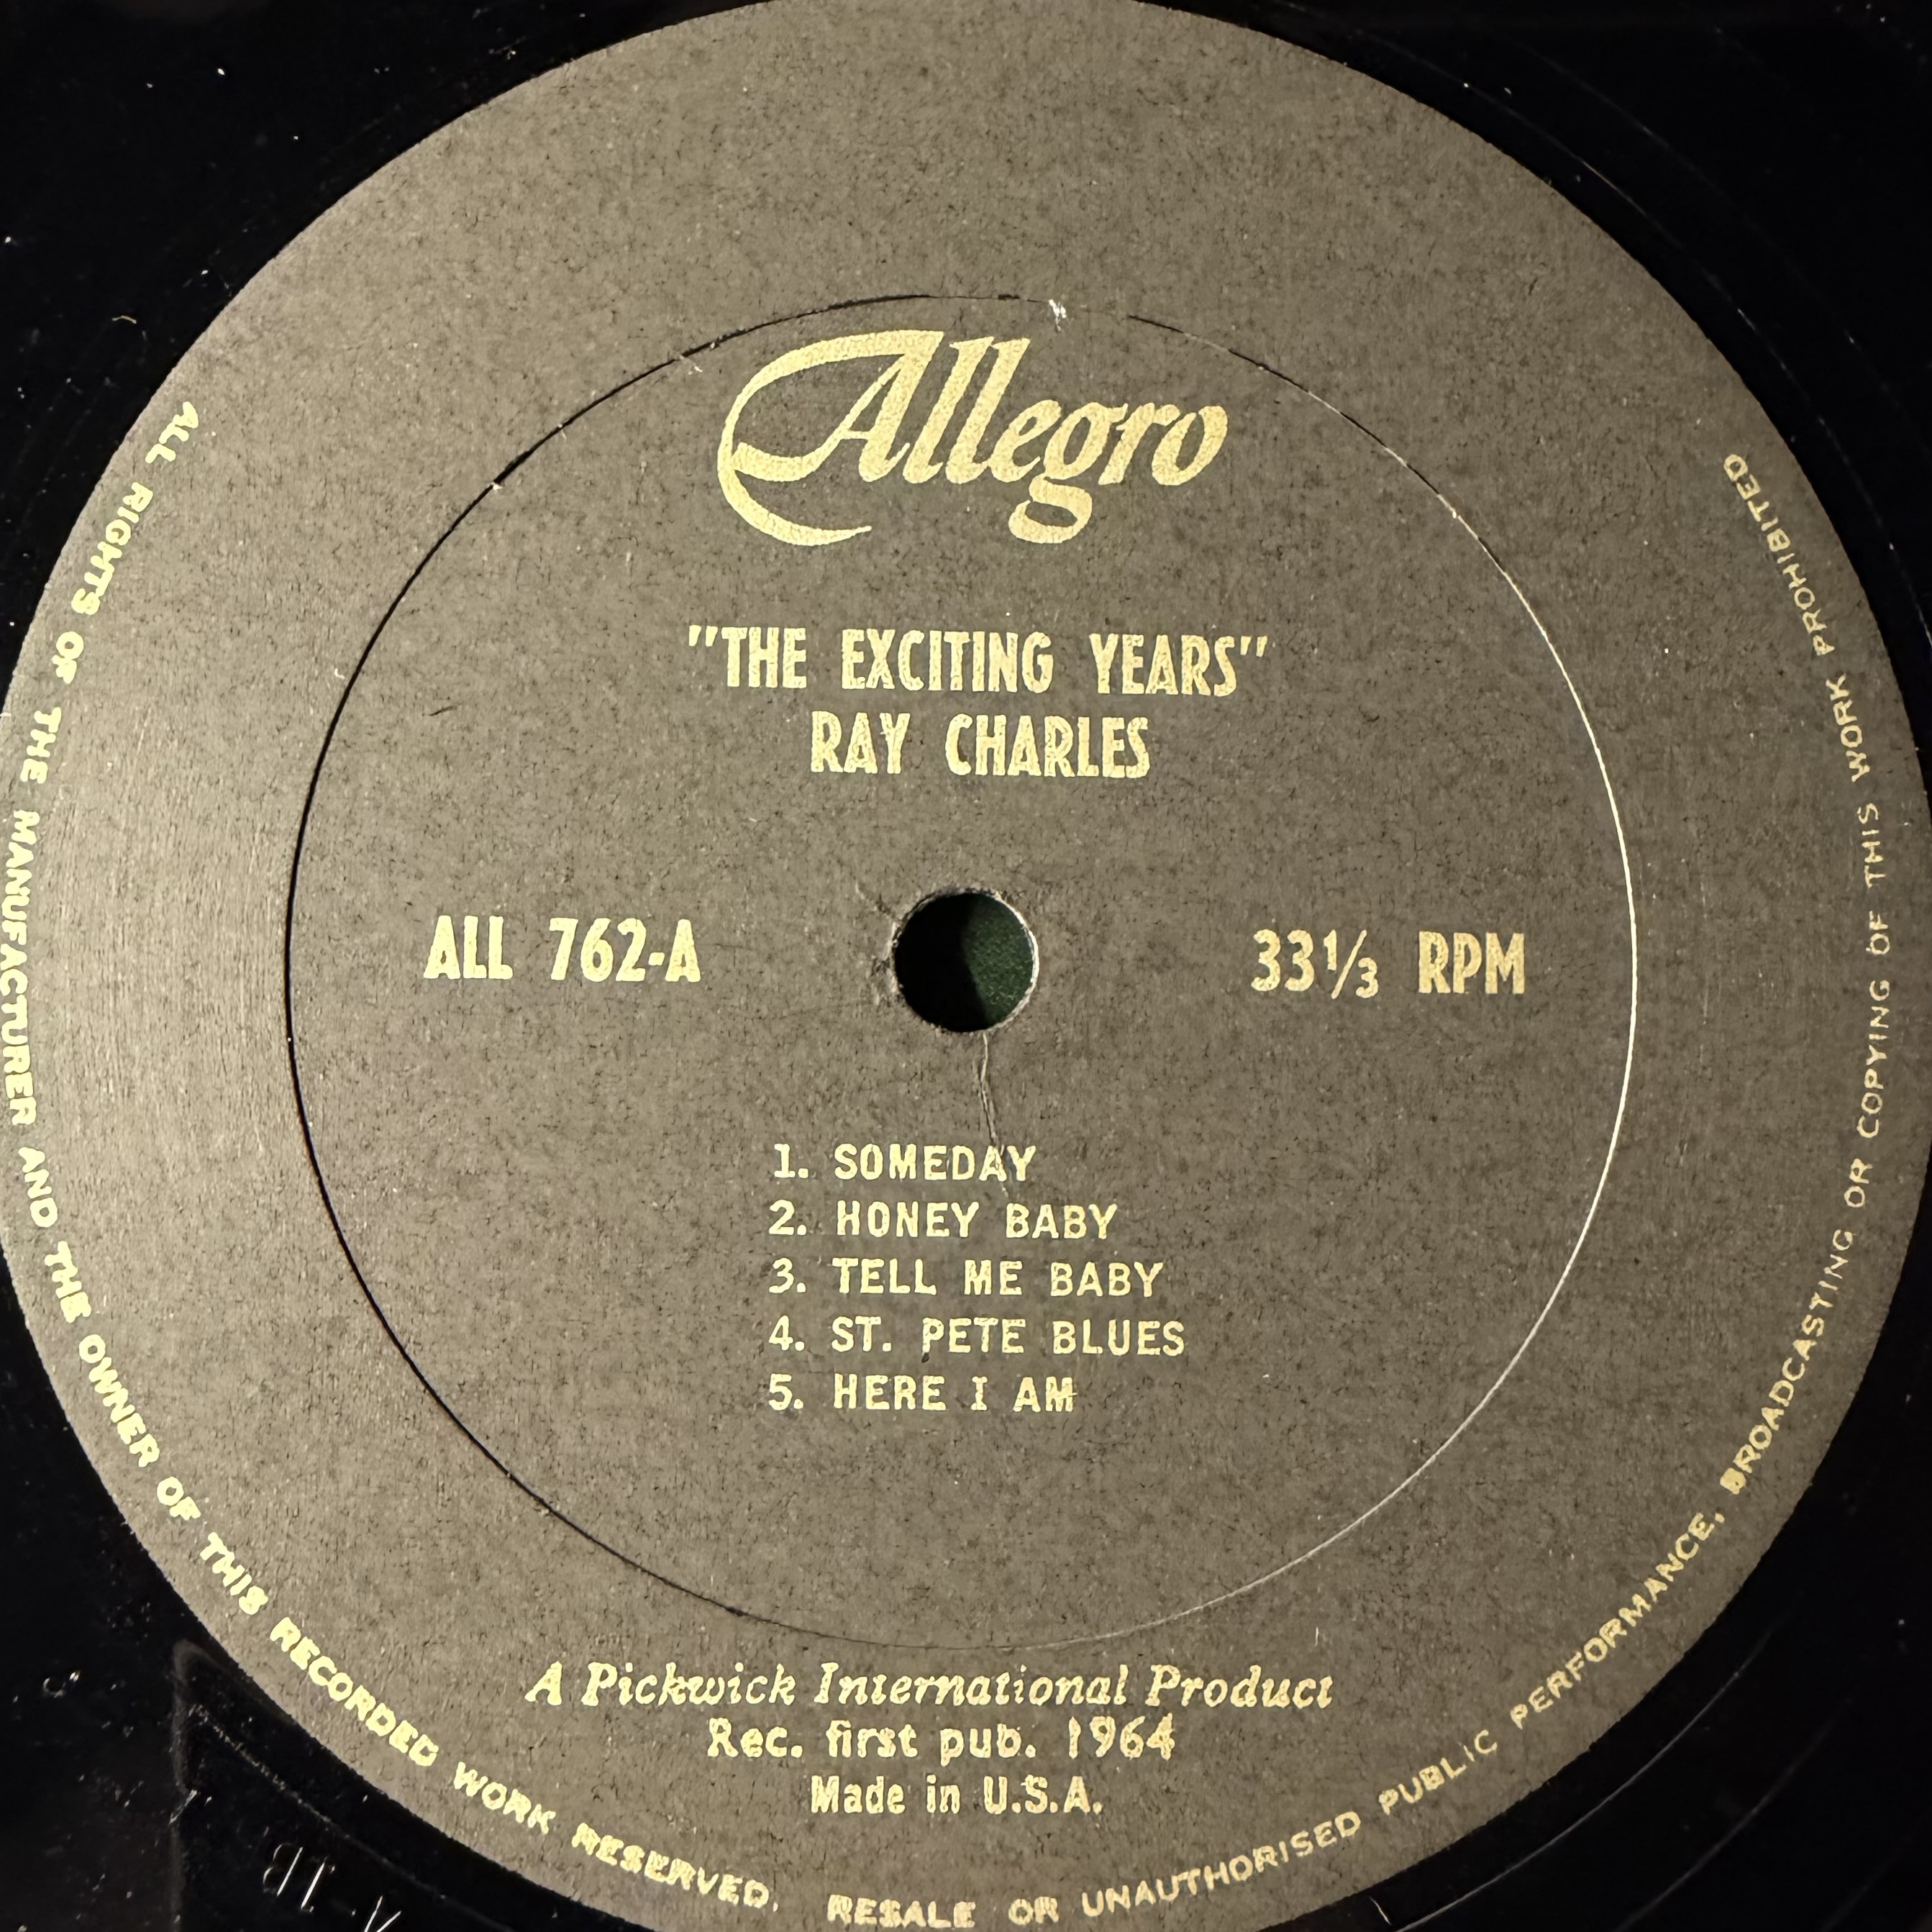 Allegro
"THE EXCITING YEARS"
RAY CHARLES
ALL 762-A
33⅓ RPM
1. SOMEDAY
2. HONEY BABY
3. TELL ME BABY
4. ST. PETE BLUES
5. HERE I AM
A Pickwick International Product
Rec. first pub. 1964
Made in U.S.A.
ALL RIGHTS OF THE MANUFACTURER AND THE OWNER OF THIS RECORDED WORK RESERVED. RESALE OR UNAUTHORISED PUBLIC PERFORMANCE, BROADCASTING OR COPYING OF THIS WORK PROHIBITED